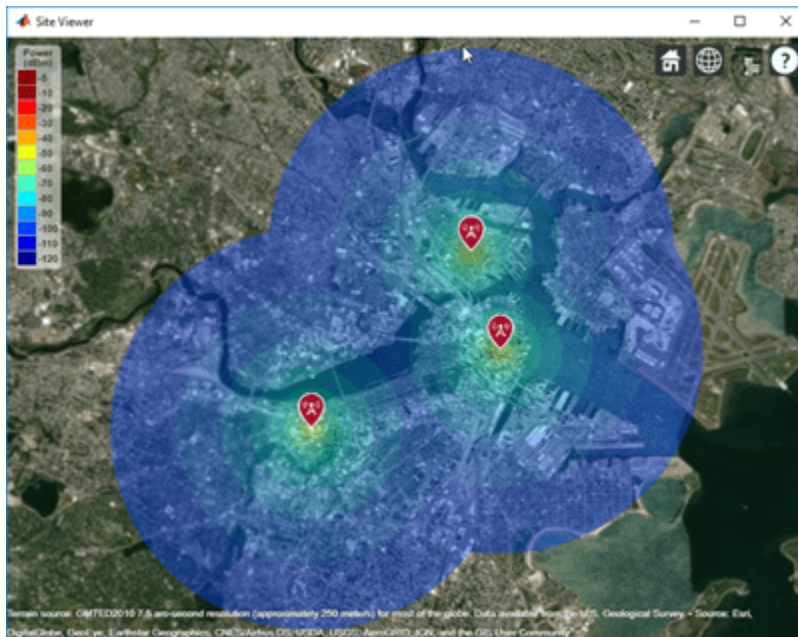 Site Viewer
Power
(dBm)
-5
-10
-20
-30
-40
-50
-60
-70
-80
-90
-100
-110
-120
?
Terrain source: GMTED2010 7.5 arc-second resolution (approximately 250 meters) for most of the globe. Data available from the U.S. Geological Survey. • Source: Esri,
DigitalGlobe, GeoEye, Earthstar Geographics, CNES/Airbus DS, USDA, USGS, AeroGRID, IGN, and the GIS User Community